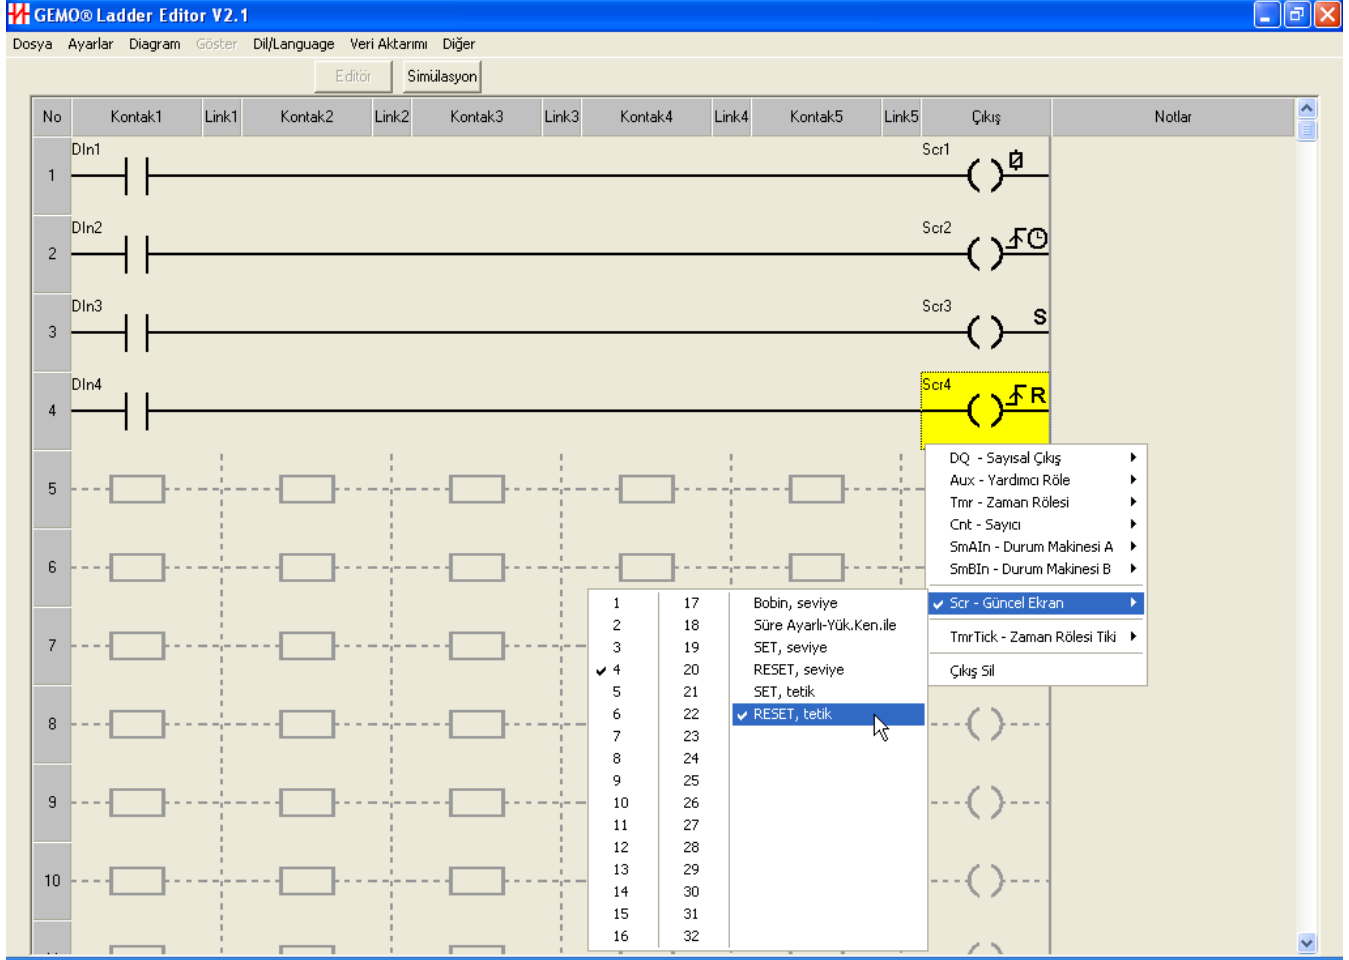 GEMO® Ladder Editor V2.1
Dosya Ayarlar Diagram Göster Dil/Language Veri Aktarımı Diğer
Editör Simülasyon
No Kontak1 Link1 Kontak2 Link2 Kontak3 Link3 Kontak4 Link4 Kontak5 Link5 Çıkış Notlar
DIn1 Scr1
1
DIn2 Scr2
2
DIn3 Scr3
3 S
DIn4 Scr4
4 R
5
6
7
8
9
10
DQ - Sayısal Çıkış
Aux - Yardımcı Röle
Tmr - Zaman Rölesi
Cnt - Sayıcı
SmAIn - Durum Makinesi A
SmBIn - Durum Makinesi B
Scr - Güncel Ekran
TmrTick - Zaman Rölesi Tiki
Çıkış Sil
1 17 Bobin, seviye
2 18 Süre Ayarlı-Yük.Ken.ile
3 19 SET, seviye
4 20 RESET, seviye
5 21 SET, tetik
6 22 RESET, tetik
7 23
8 24
9 25
10 26
11 27
12 28
13 29
14 30
15 31
16 32